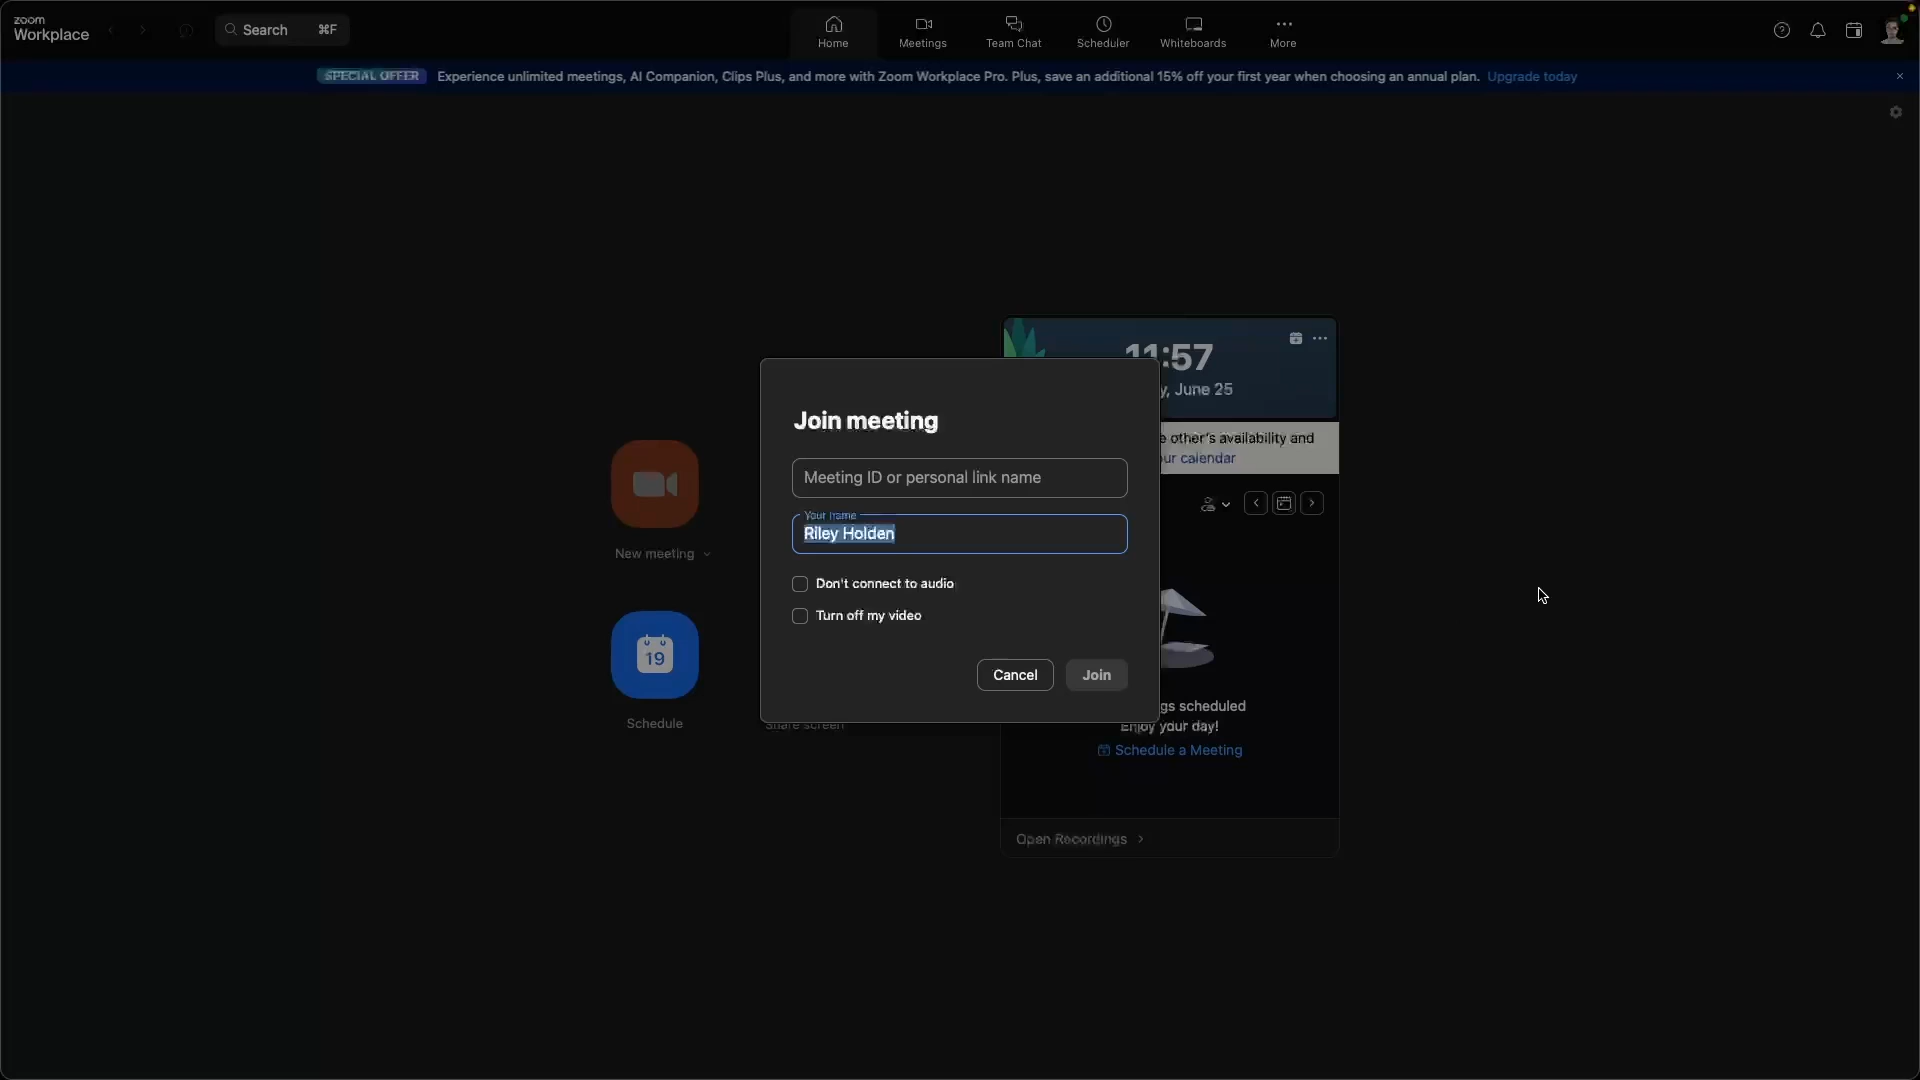 zoom
Workplace
Search ⌘F
Home
Meetings
Team Chat
Scheduler
Whiteboards
More
SPECIAL OFFER Experience unlimited meetings, AI Companion, Clips Plus, and more with Zoom Workplace Pro. Plus, save an additional 15% off your first year when choosing an annual plan. Upgrade today
11:57
y, June 25
e other's availability and
ur calendar
New meeting
19
Schedule
Share screen
Join meeting
Meeting ID or personal link name
Your name
Riley Holden
Don't connect to audio
Turn off my video
Cancel
Join
gs scheduled
Enjoy your day!
Schedule a Meeting
Open Recordings